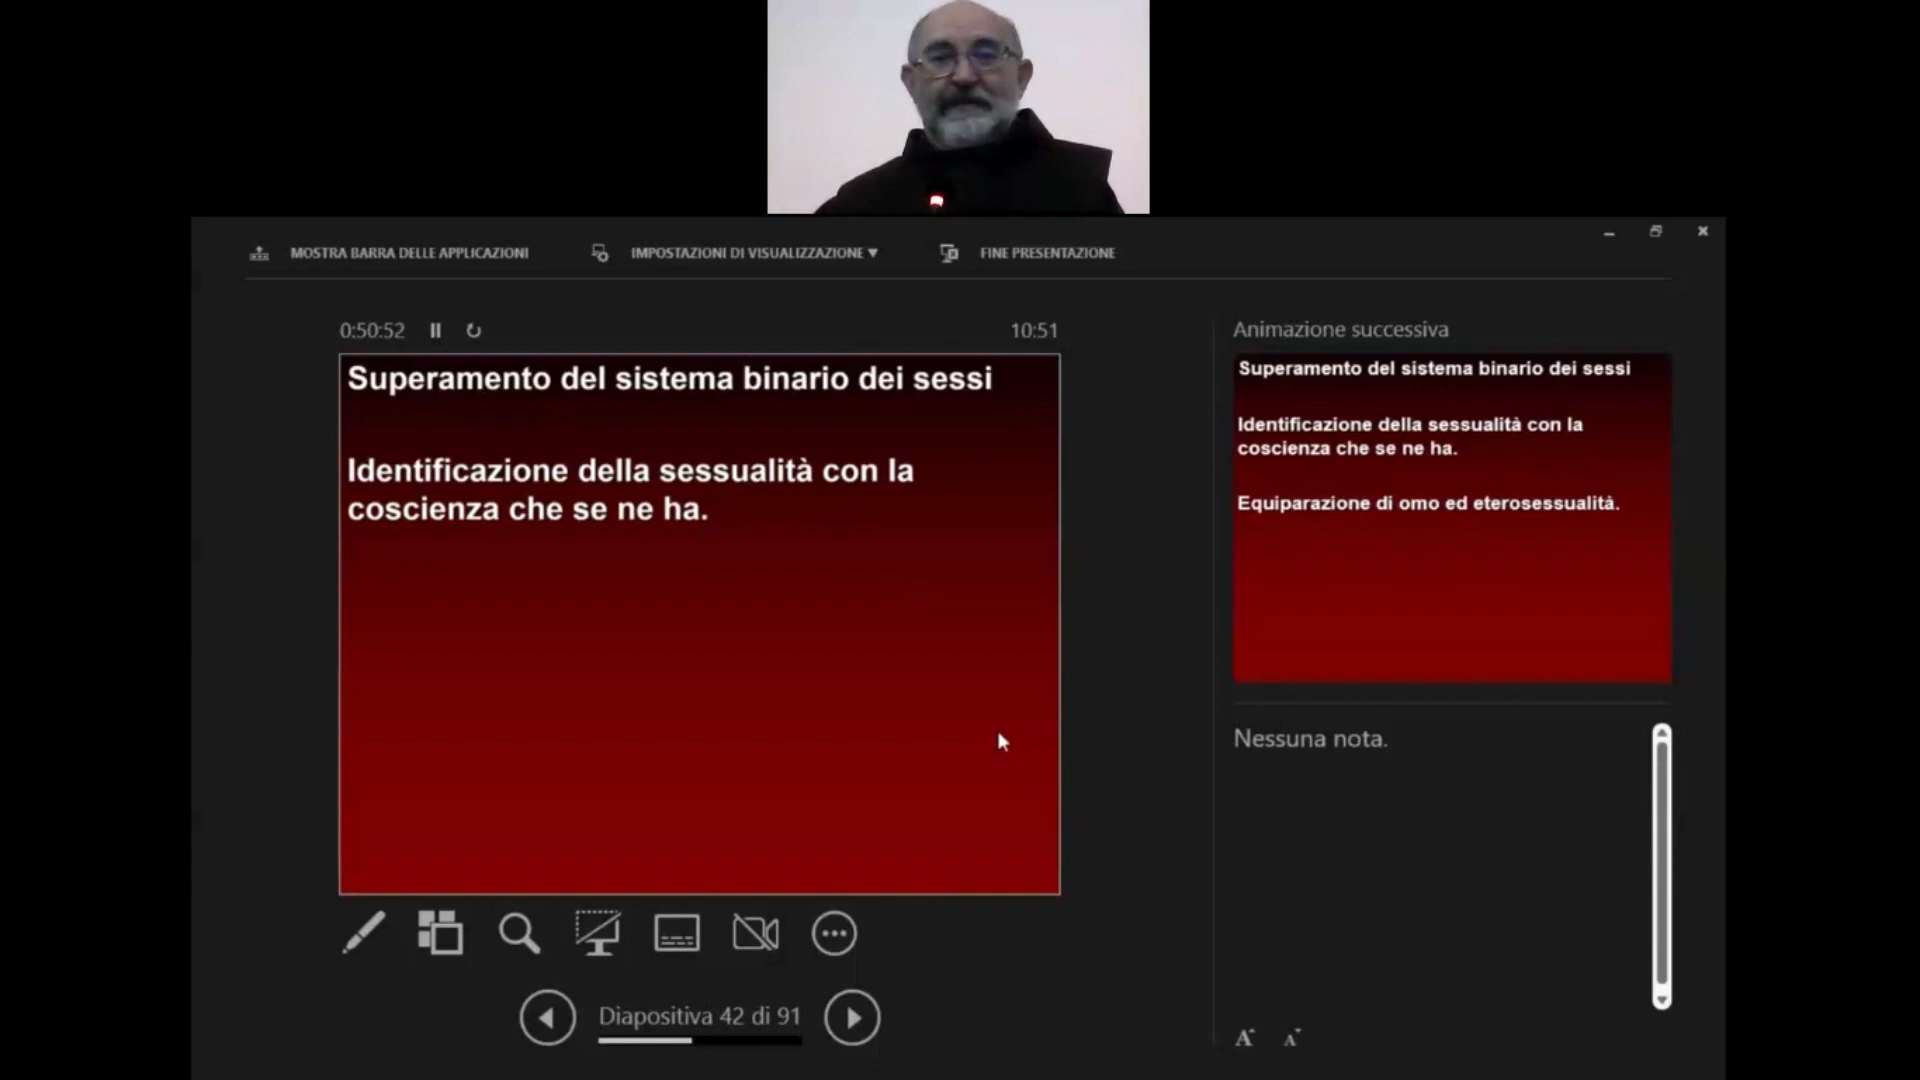 MOSTRA BARRA DELLE APPLICAZIONI
IMPOSTAZIONI DI VISUALIZZAZIONE ▼
FINE PRESENTAZIONE
0:50:52
10:51
Superamento del sistema binario dei sessi
Identificazione della sessualità con la
coscienza che se ne ha.
Diapositiva 42 di 91
Animazione successiva
Superamento del sistema binario dei sessi
Identificazione della sessualità con la
coscienza che se ne ha.
Equiparazione di omo ed eterosessualità.
Nessuna nota.
A A